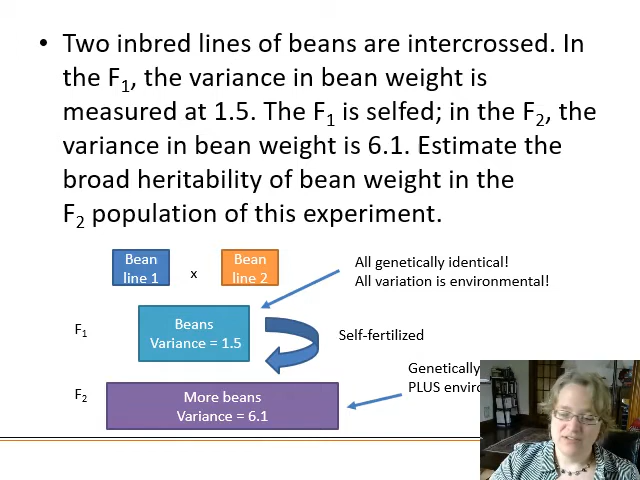 • Two inbred lines of beans are intercrossed. In
the F₁, the variance in bean weight is
measured at 1.5. The F₁ is selfed; in the F₂, the
variance in bean weight is 6.1. Estimate the
broad heritability of bean weight in the
F₂ population of this experiment.
Bean
line 1
x
Bean
line 2
All genetically identical!
All variation is environmental!
F₁
Beans
Variance = 1.5
Self-fertilized
Genetically
PLUS
F₂
More beans
Variance = 6.1